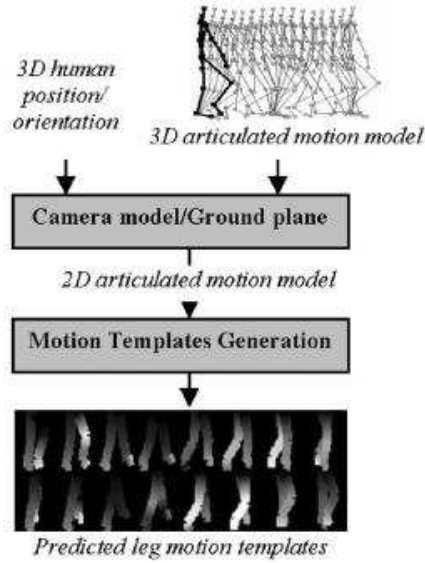 3D human
position/
orientation
3D articulated motion model
Camera model/Ground plane
2D articulated motion model
Motion Templates Generation
Predicted leg motion templates